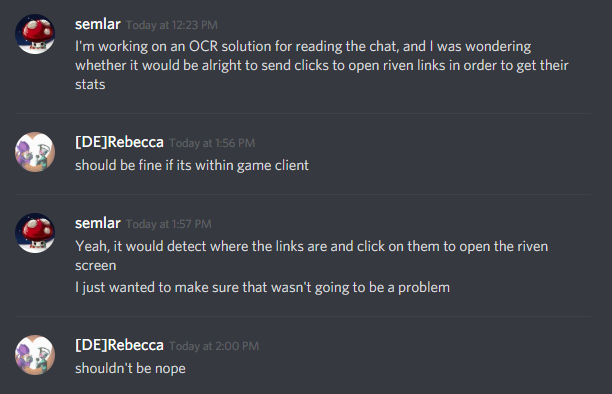 semlar Today at 12:23 PM
I'm working on an OCR solution for reading the chat, and I was wondering
whether it would be alright to send clicks to open riven links in order to get their
stats
[DE]Rebecca Today at 1:56 PM
should be fine if its within game client
semlar Today at 1:57 PM
Yeah, it would detect where the links are and click on them to open the riven
screen
I just wanted to make sure that wasn't going to be a problem
[DE]Rebecca Today at 2:00 PM
shouldn't be nope